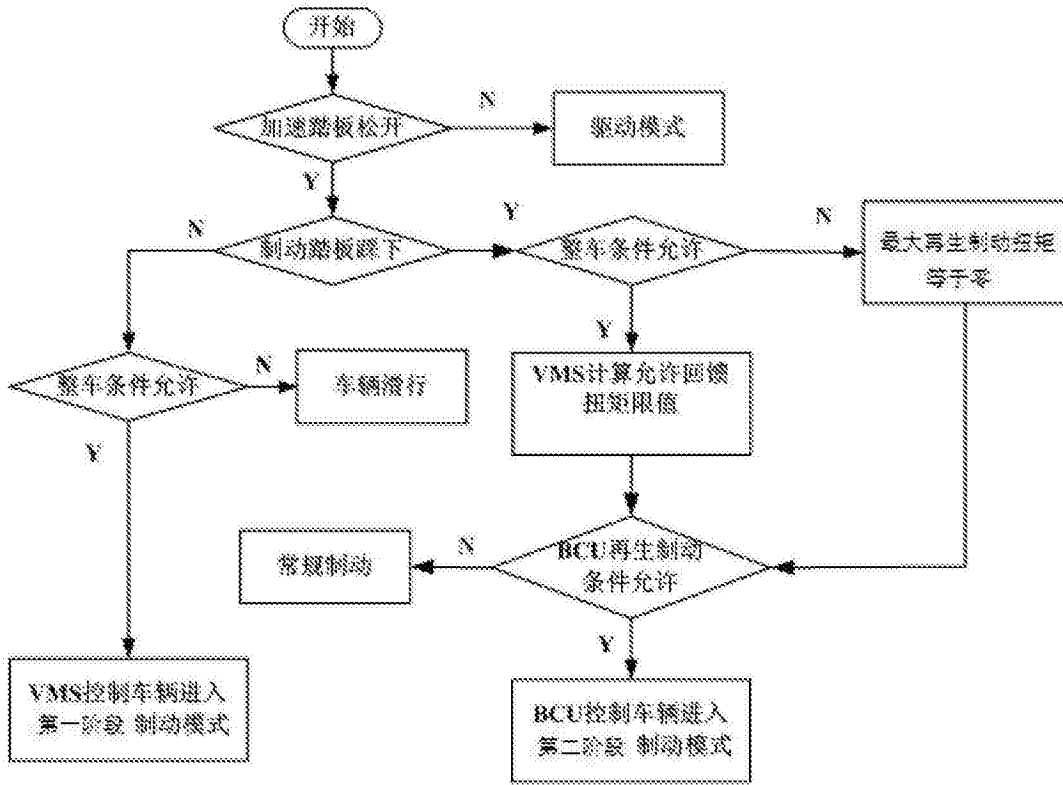 开始
加速踏板松开
N
驱动模式
Y
N
制动踏板踩下
Y
整车条件允许
N
最大再生制动扭矩
等于零
整车条件允许
N
车辆滑行
Y
VMS计算允许回馈
扭矩限值
Y
常规制动
N
BCU再生制动
条件允许
Y
VMS控制车辆进入
第一阶段 制动模式
BCU控制车辆进入
第二阶段 制动模式